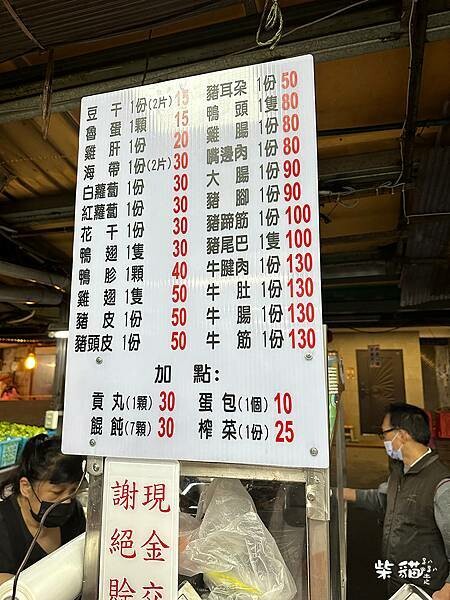 豆干 1份(2片) 15
魯蛋 1顆 15
雞肝 1份 20
海帶 1份(2片) 30
白蘿蔔 1份 30
紅蘿蔔 1份 30
花干 1份 30
鴨翅 1隻 30
鴨胗 1顆 40
雞翅 1隻 50
豬皮 1份 50
豬頭皮 1份 50
豬耳朵 1份 50
鴨頭 1隻 80
雞腸 1份 80
嘴邊肉 1份 80
大腸 1份 90
豬腳 1份 90
豬蹄筋 1份 100
豬尾巴 1隻 100
牛腱肉 1份 130
牛肚 1份 130
牛腸 1份 130
牛筋 1份 130
加點:
貢丸(1顆) 30
餛飩(7顆) 30
蛋包(1個) 10
榨菜(1份) 25
現金交
謝絕賒
柴貓